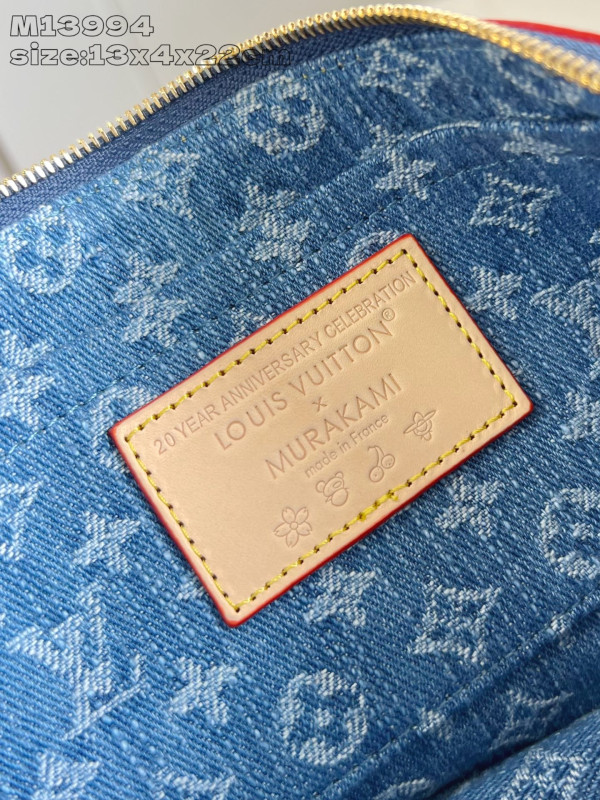 M13994
size:13x4x22cm
20 YEAR ANNIVERSARY CELEBRATION
LOUIS VUITTON®
×
MURAKAMI
made in France